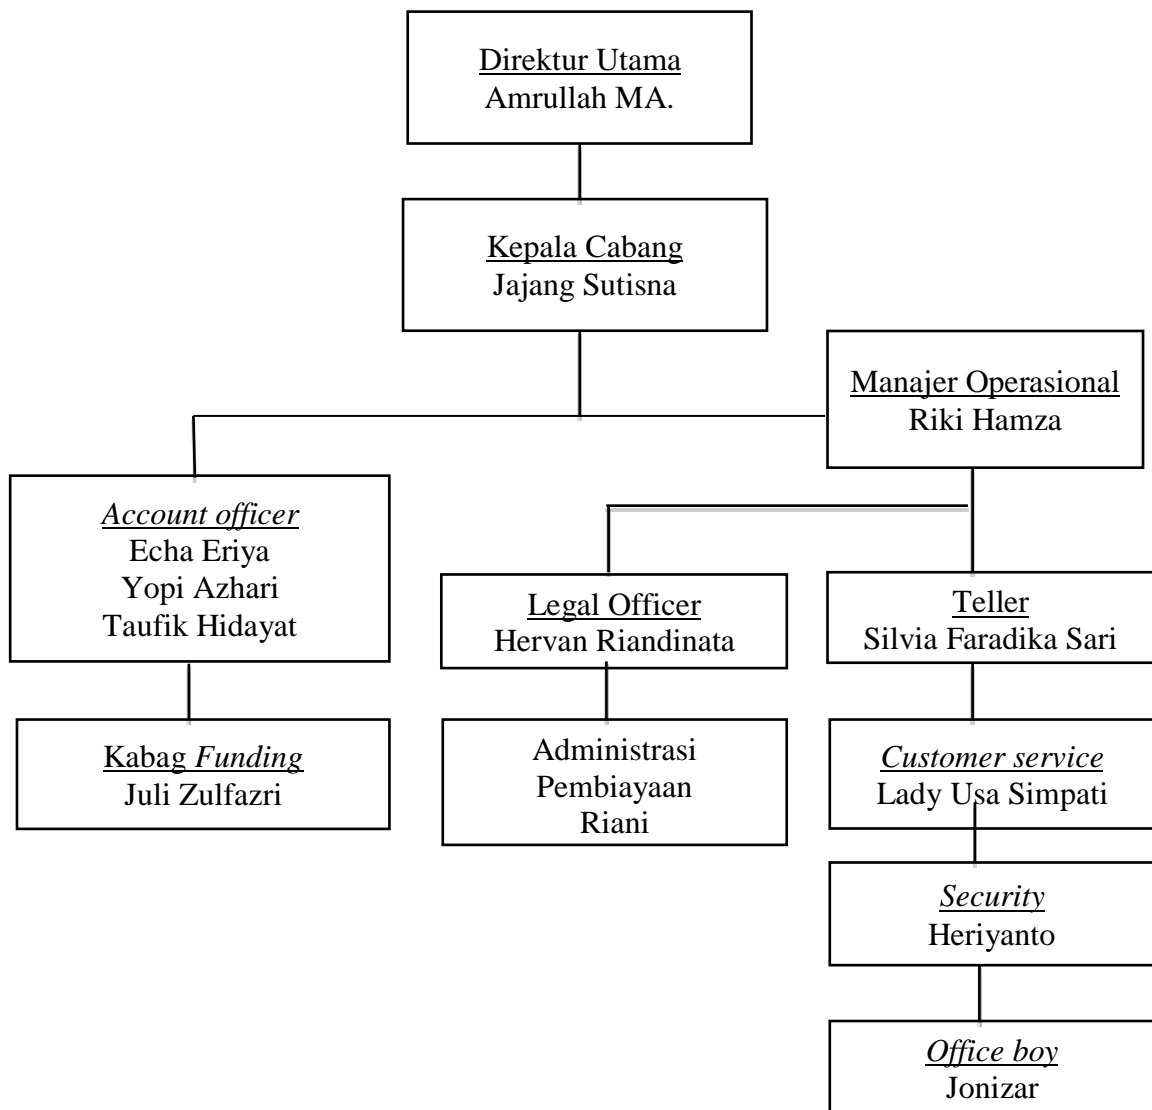 Direktur Utama
Amrullah MA.
Kepala Cabang
Jajang Sutisna
Manajer Operasional
Riki Hamza
Account officer
Echa Eriya
Yopi Azhari
Taufik Hidayat
Legal Officer
Hervan Riandinata
Teller
Silvia Faradika Sari
Kabag Funding
Juli Zulfazri
Administrasi
Pembiayaan
Riani
Customer service
Lady Usa Simpati
Security
Heriyanto
Office boy
Jonizar